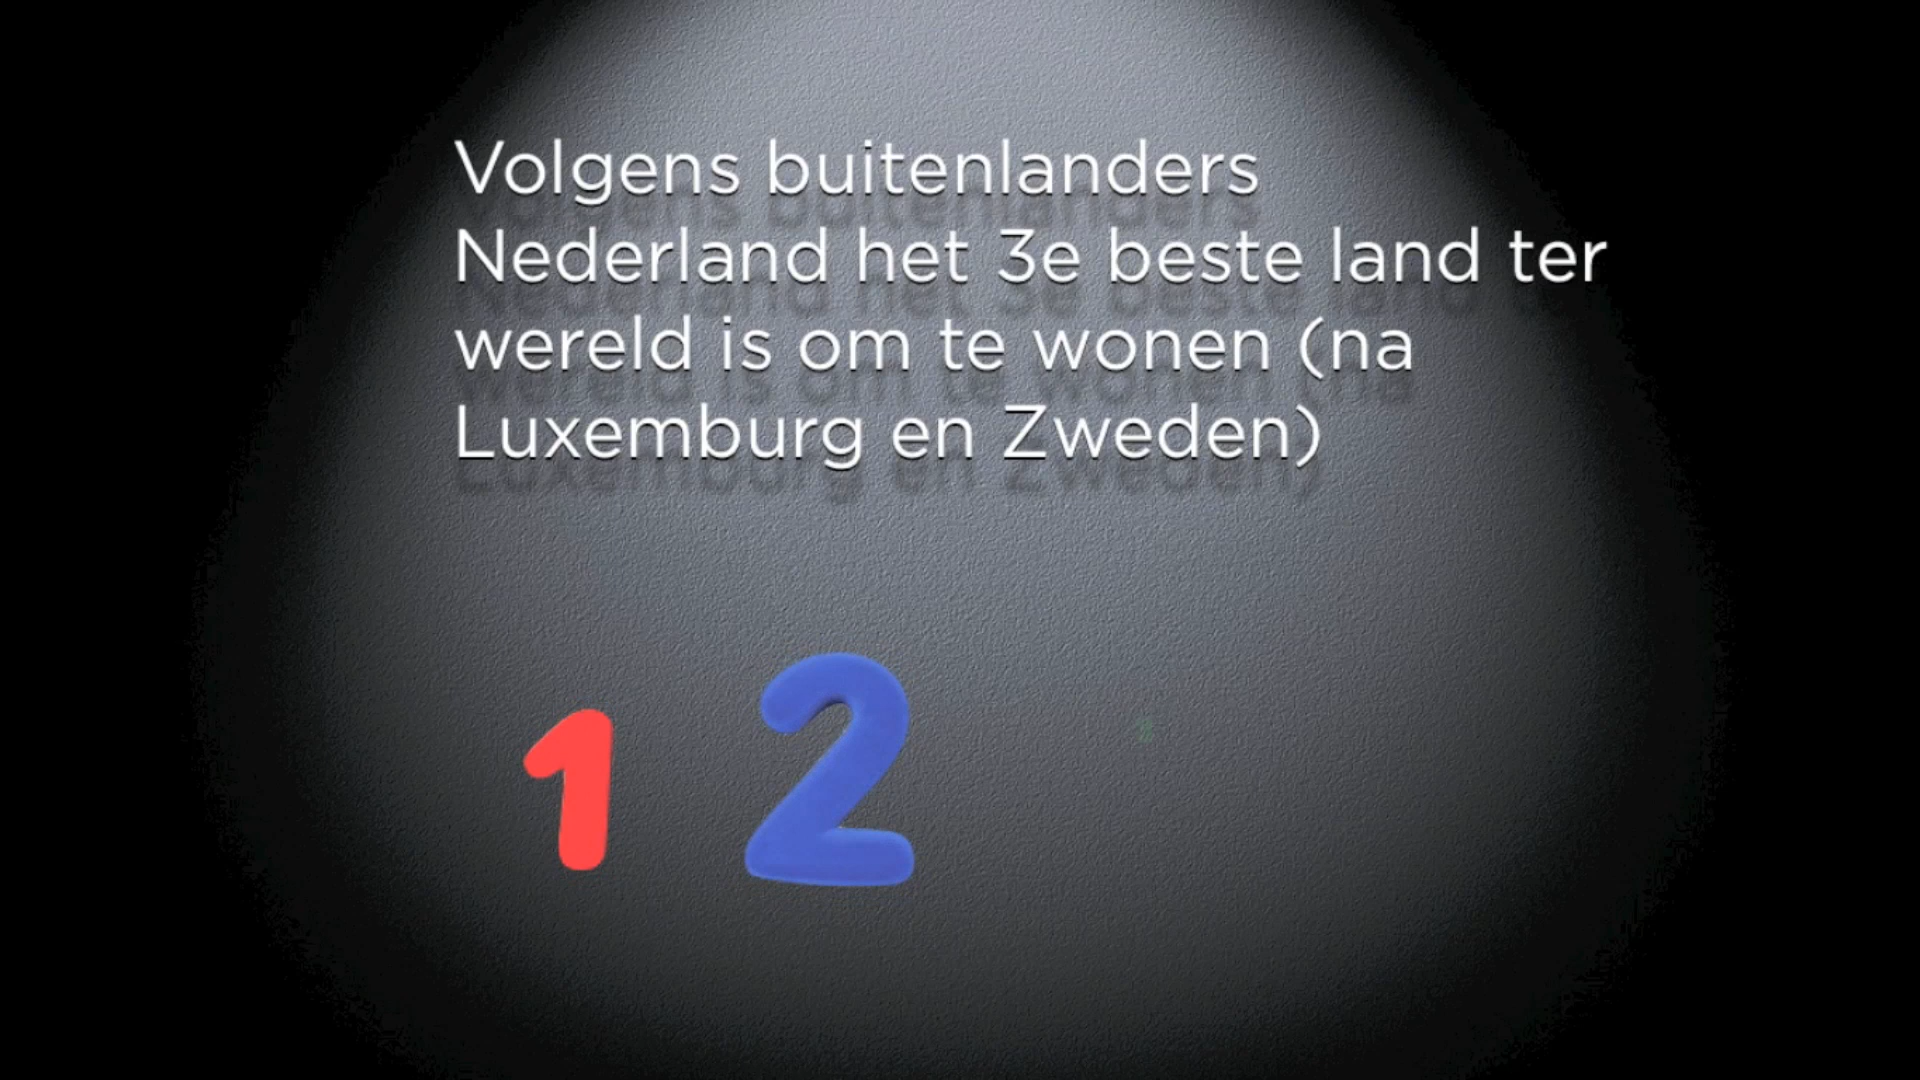 Volgens buitenlanders
Nederland het 3e beste land ter
wereld is om te wonen (na
Luxemburg en Zweden)
1 2